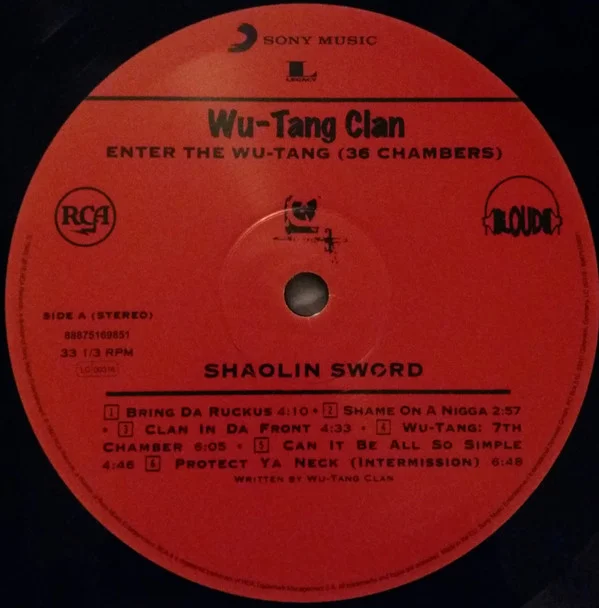 SONY MUSIC
LEGACY
Wu-Tang Clan
ENTER THE WU-TANG (36 CHAMBERS)
RCA
LOUD
SIDE A (STEREO)
88875169851
33 1/3 RPM
SHAOLIN SWORD
1 BRING DA RUCKUS 4:10 • 2 SHAME ON A NIGGA 2:57
• 3 CLAN IN DA FRONT 4:33 • 4 WU-TANG: 7TH
CHAMBER 6:05 • 5 CAN IT BE ALL SO SIMPLE
4:46 6 PROTECT YA NECK (INTERMISSION) 6:48
WRITTEN BY WU-TANG CLAN